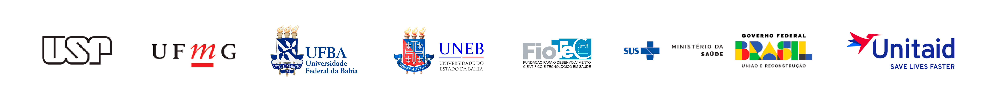 USP
UFmG
UFBA
Universidade
Federal da Bahia
VIRTUTE SPIRITUS
1808
UNEB
UNIVERSIDADE DO
ESTADO DA BAHIA
HOMINEM AUGERE
FioTeC
FUNDAÇÃO PARA O DESENVOLVIMENTO
CIENTÍFICO E TECNOLÓGICO EM SAÚDE
SUS
MINISTÉRIO DA
SAÚDE
GOVERNO FEDERAL
BRASIL
UNIÃO E RECONSTRUÇÃO
Unitaid
SAVE LIVES FASTER